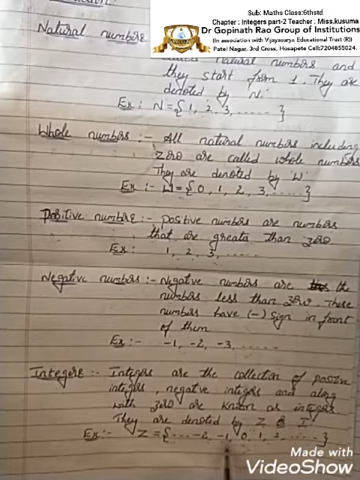 Sub: Maths Class:6thstd
Chapter : Integers part-2 Teacher : Miss.kusuma
Dr Gopinath Rao Group of Institutions
(In association with Vijayasurya Educational Trust (R))
Patel Nagar, 3rd Cross, Hosapete Cell:7204855024.
Natural numbers
called natural numbers and
they start from 1. They are
denoted by 'N'.
Ex: N={1, 2, 3, ......}
Whole numbers :- All natural numbers including
zero are called whole numbers
They are denoted by 'W'
Ex :- W={0, 1, 2, 3, ......}
Positive numbers :- positive numbers are numbers
that are greater than zero
Ex: 1, 2, 3, ......
Negative numbers :- Negative numbers are the
numbers less than zero. These
numbers have (-) sign in front
of them
Ex :- -1, -2, -3, ......
Integers :- Integers are the collection of positive
integers, negative integers and along
with zero are known as integers.
They are denoted by Z I
Ex:- Z={.... -2, -1, 0, 1, 2, .....}
Made with
VideoShow